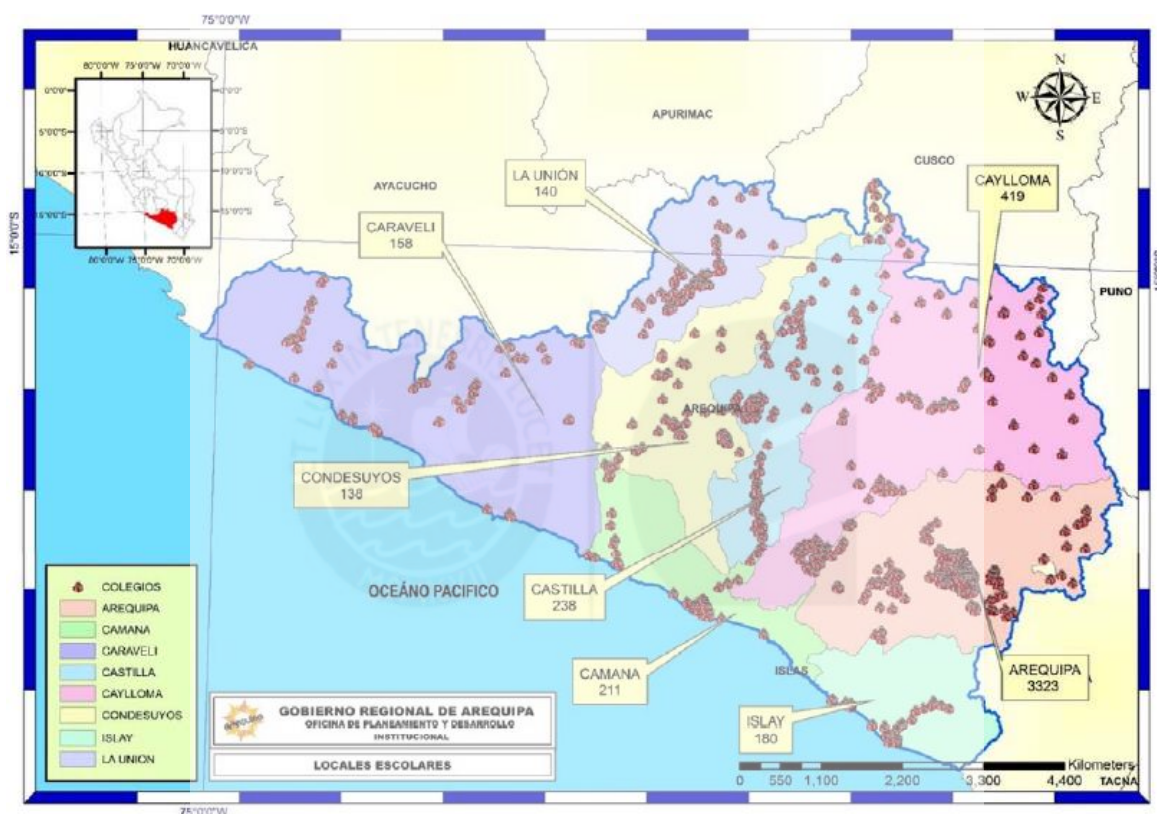 75°0'0"W
HUANCAVELICA
80°0'0"W 75°0'0"W 70°0'0"W
0°0'0"
5°0'0"S
10°0'0"S
15°0'0"S
80°0'0"W 75°0'0"W 70°0'0"W
15°0'0"S
APURIMAC
N
W E
S
CUSCO
AYACUCHO
LA UNIÓN
140
CAYLLOMA
419
CARAVELI
158
PUNO
AREQUIPA
CONDESUYOS
138
OCEÁNO PACIFICO
CASTILLA
238
CAMANA
211
ISLAS
AREQUIPA
3323
ISLAY
180
COLEGIOS
AREQUIPA
CAMANA
CARAVELI
CASTILLA
CAYLLOMA
CONDESUYOS
ISLAY
LA UNION
GOBIERNO REGIONAL DE AREQUIPA
OFICINA DE PLANEAMIENTO Y DESARROLLO
INSTITUCIONAL
LOCALES ESCOLARES
Kilometers
0 550 1,100 2,200 3,300 4,400
TACNA
75°0'0"W